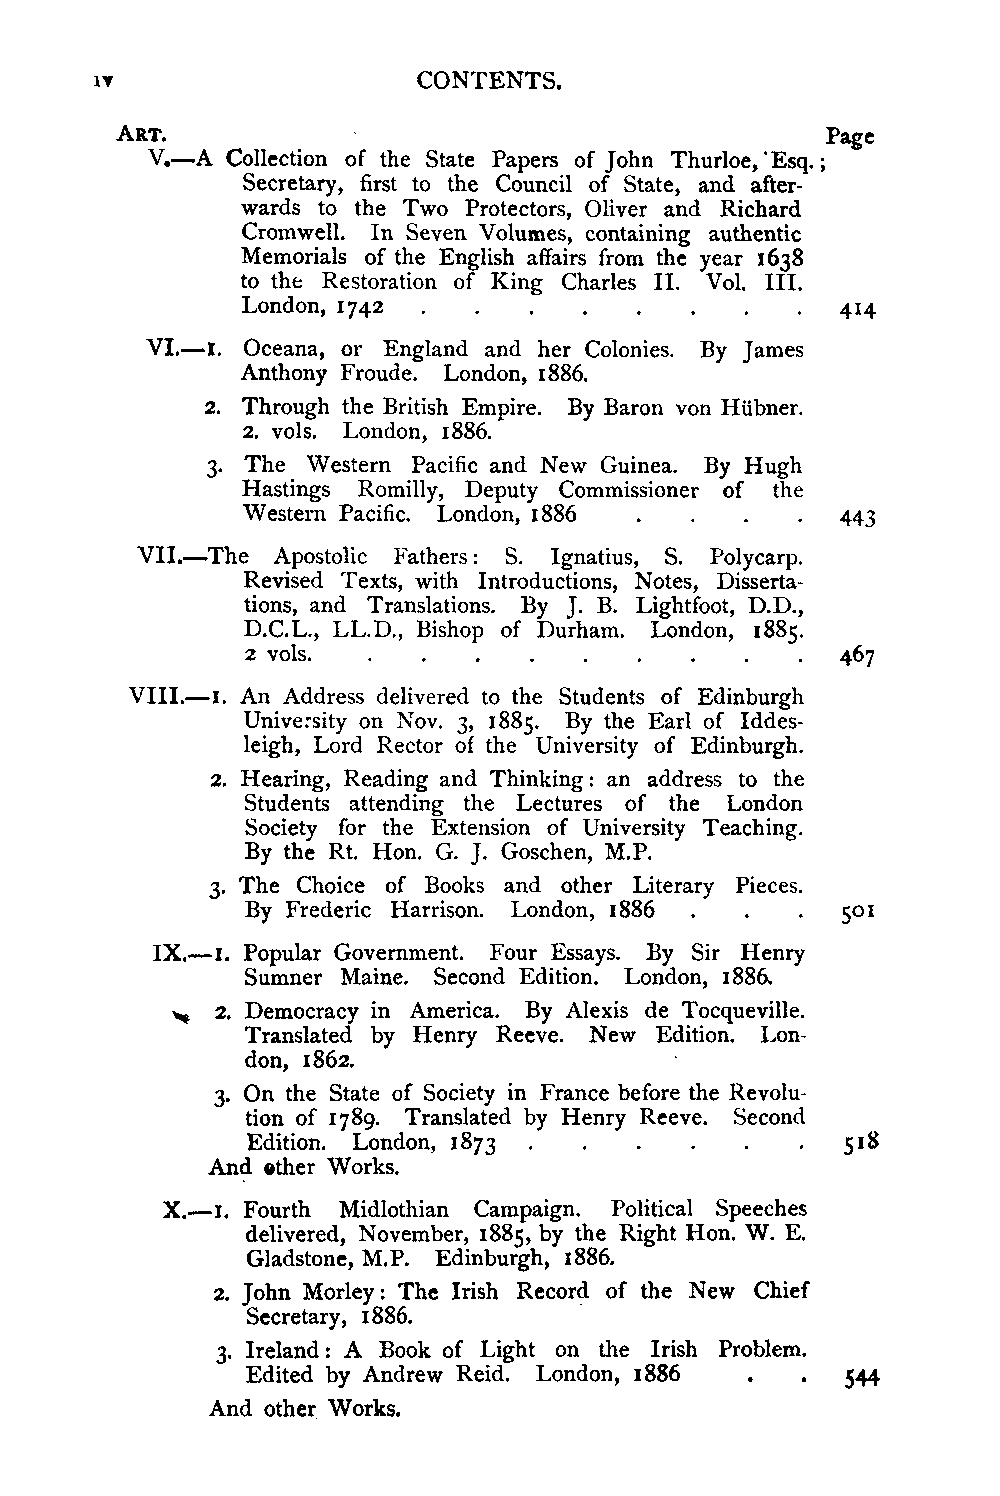 iv CONTENTS.
ART. Page
V.—A Collection of the State Papers of John Thurloe, Esq.;
Secretary, first to the Council of State, and after-
wards to the Two Protectors, Oliver and Richard
Cromwell. In Seven Volumes, containing authentic
Memorials of the English affairs from the year 1638
to the Restoration of King Charles II. Vol. III.
London, 1742 . . . . . . . . 414
VI.—1. Oceana, or England and her Colonies. By James
Anthony Froude. London, 1886.
2. Through the British Empire. By Baron von Hübner.
2. vols. London, 1886.
3. The Western Pacific and New Guinea. By Hugh
Hastings Romilly, Deputy Commissioner of the
Western Pacific. London, 1886 . . . . 443
VII.—The Apostolic Fathers: S. Ignatius, S. Polycarp.
Revised Texts, with Introductions, Notes, Disserta-
tions, and Translations. By J. B. Lightfoot, D.D.,
D.C.L., LL.D., Bishop of Durham. London, 1885.
2 vols. . . . . . . . . . 467
VIII.—1. An Address delivered to the Students of Edinburgh
University on Nov. 3, 1885. By the Earl of Iddes-
leigh, Lord Rector of the University of Edinburgh.
2. Hearing, Reading and Thinking: an address to the
Students attending the Lectures of the London
Society for the Extension of University Teaching.
By the Rt. Hon. G. J. Goschen, M.P.
3. The Choice of Books and other Literary Pieces.
By Frederic Harrison. London, 1886 . . . 501
IX.—1. Popular Government. Four Essays. By Sir Henry
Sumner Maine. Second Edition. London, 1886.
2. Democracy in America. By Alexis de Tocqueville.
Translated by Henry Reeve. New Edition. Lon-
don, 1862.
3. On the State of Society in France before the Revolu-
tion of 1789. Translated by Henry Reeve. Second
Edition. London, 1873 . . . . . . 518
And other Works.
X.—1. Fourth Midlothian Campaign. Political Speeches
delivered, November, 1885, by the Right Hon. W. E.
Gladstone, M.P. Edinburgh, 1886.
2. John Morley: The Irish Record of the New Chief
Secretary, 1886.
3. Ireland: A Book of Light on the Irish Problem.
Edited by Andrew Reid. London, 1886 . . 544
And other Works.